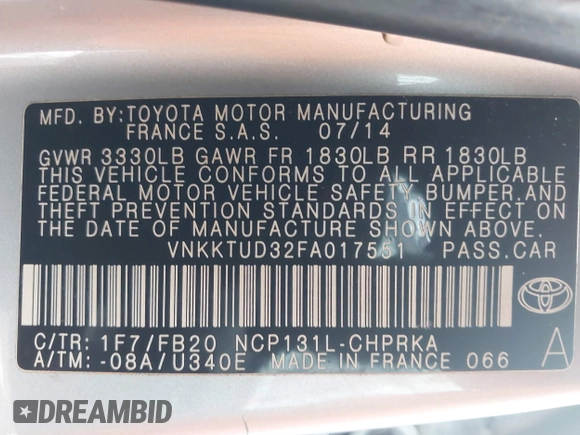 MFD. BY: TOYOTA MOTOR MANUFACTURING
FRANCE S.A.S. 07/14
GVWR 3330LB GAWR FR 1830LB RR 1830LB
THIS VEHICLE CONFORMS TO ALL APPLICABLE
FEDERAL MOTOR VEHICLE SAFETY, BUMPER, AND
THEFT PREVENTION STANDARDS IN EFFECT ON
THE DATE OF MANUFACTURE SHOWN ABOVE.
VNKKTUD32FA017551 PASS.CAR
C/TR: 1F7/FB20 NCP131L-CHPRKA
A/TM: -08A/U340E MADE IN FRANCE 066
A
TOYOTA
DREAMBID